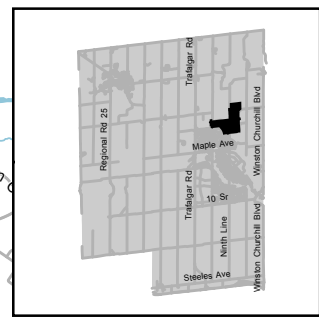 Trafalgar Rd
Regional Rd 25
Winston Churchill Blvd
Maple Ave
Trafalgar Rd
10 Sr
Ninth Line
Winston Churchill Blvd
Steeles Ave